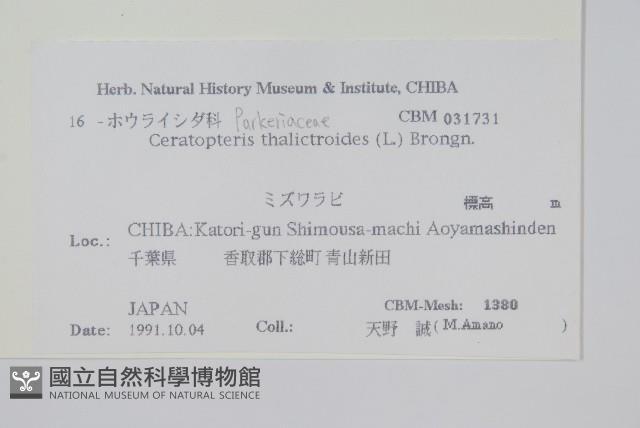 Herb. Natural History Museum & Institute, CHIBA
16 - ホウライシダ科 Parkeriaceae CBM 031731
Ceratopteris thalictroides (L.) Brongn.
ミズワラビ 標高 m
Loc.: CHIBA:Katori-gun Shimousa-machi Aoyamashinden
千葉県 香取郡下総町 青山新田
JAPAN CBM-Mesh: 1380
Date: 1991.10.04 Coll.: 天野 誠 ( M.Amano )
國立自然科學博物館
NATIONAL MUSEUM OF NATURAL SCIENCE